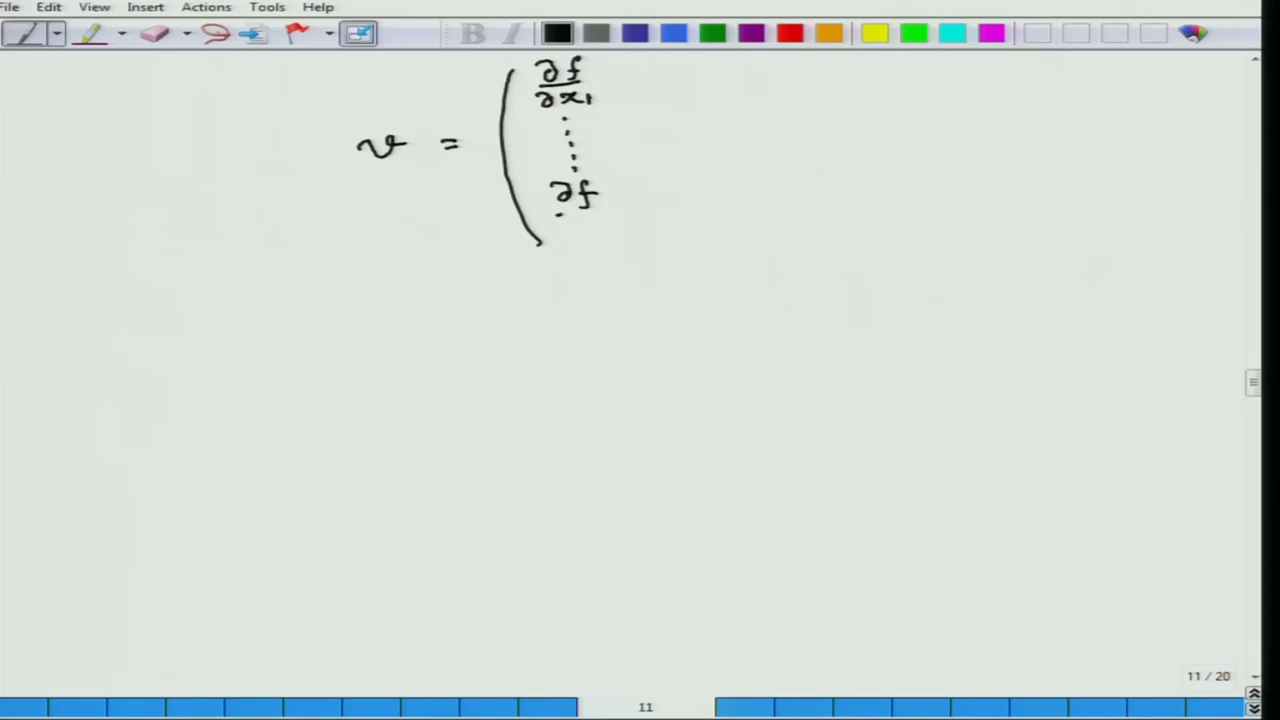 File Edit View Insert Actions Tools Help
B I
∂f
∂x₁
v = (
⋮
∂f
11 / 20
11